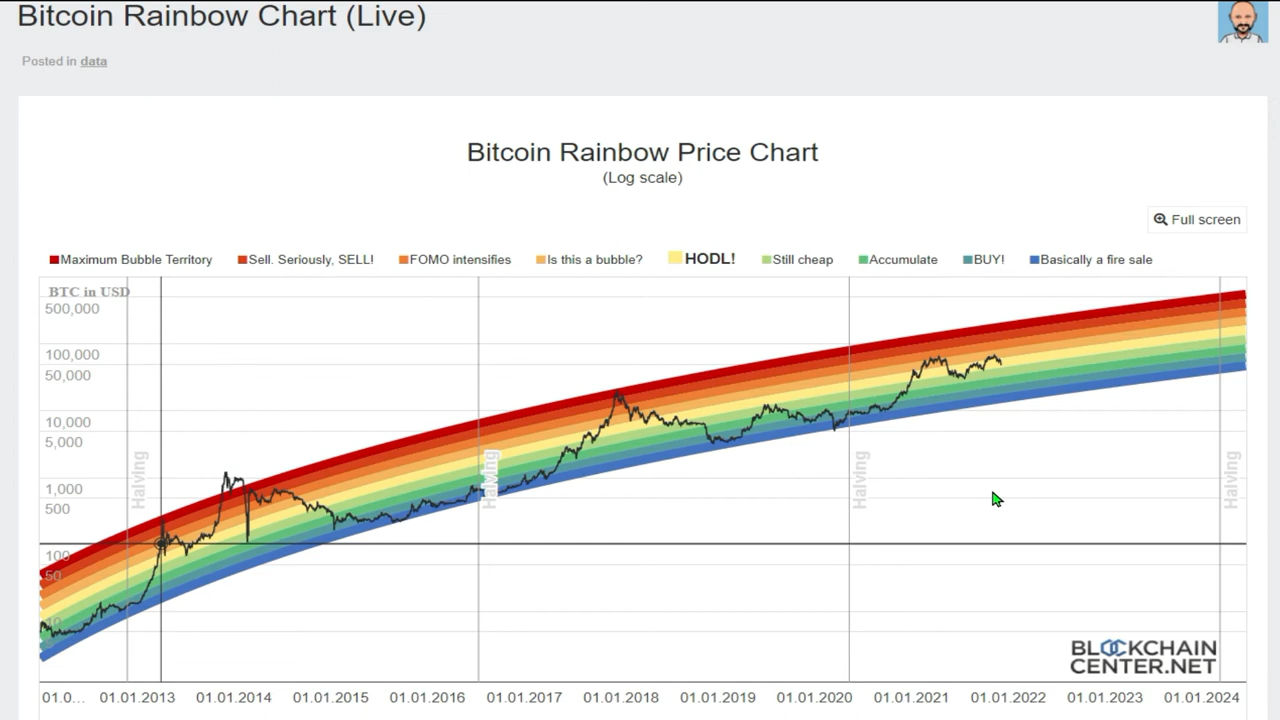 Bitcoin Rainbow Chart (Live)
Posted in data
Bitcoin Rainbow Price Chart
(Log scale)
Full screen
Maximum Bubble Territory Sell. Seriously, SELL! FOMO intensifies Is this a bubble? HODL! Still cheap Accumulate BUY! Basically a fire sale
BTC in USD
500,000
100,000
50,000
10,000
5,000
1,000
500
100
50
10
Halving Halving Halving Halving
BLOCKCHAIN
CENTER.NET
01.0... 01.01.2013 01.01.2014 01.01.2015 01.01.2016 01.01.2017 01.01.2018 01.01.2019 01.01.2020 01.01.2021 01.01.2022 01.01.2023 01.01.2024